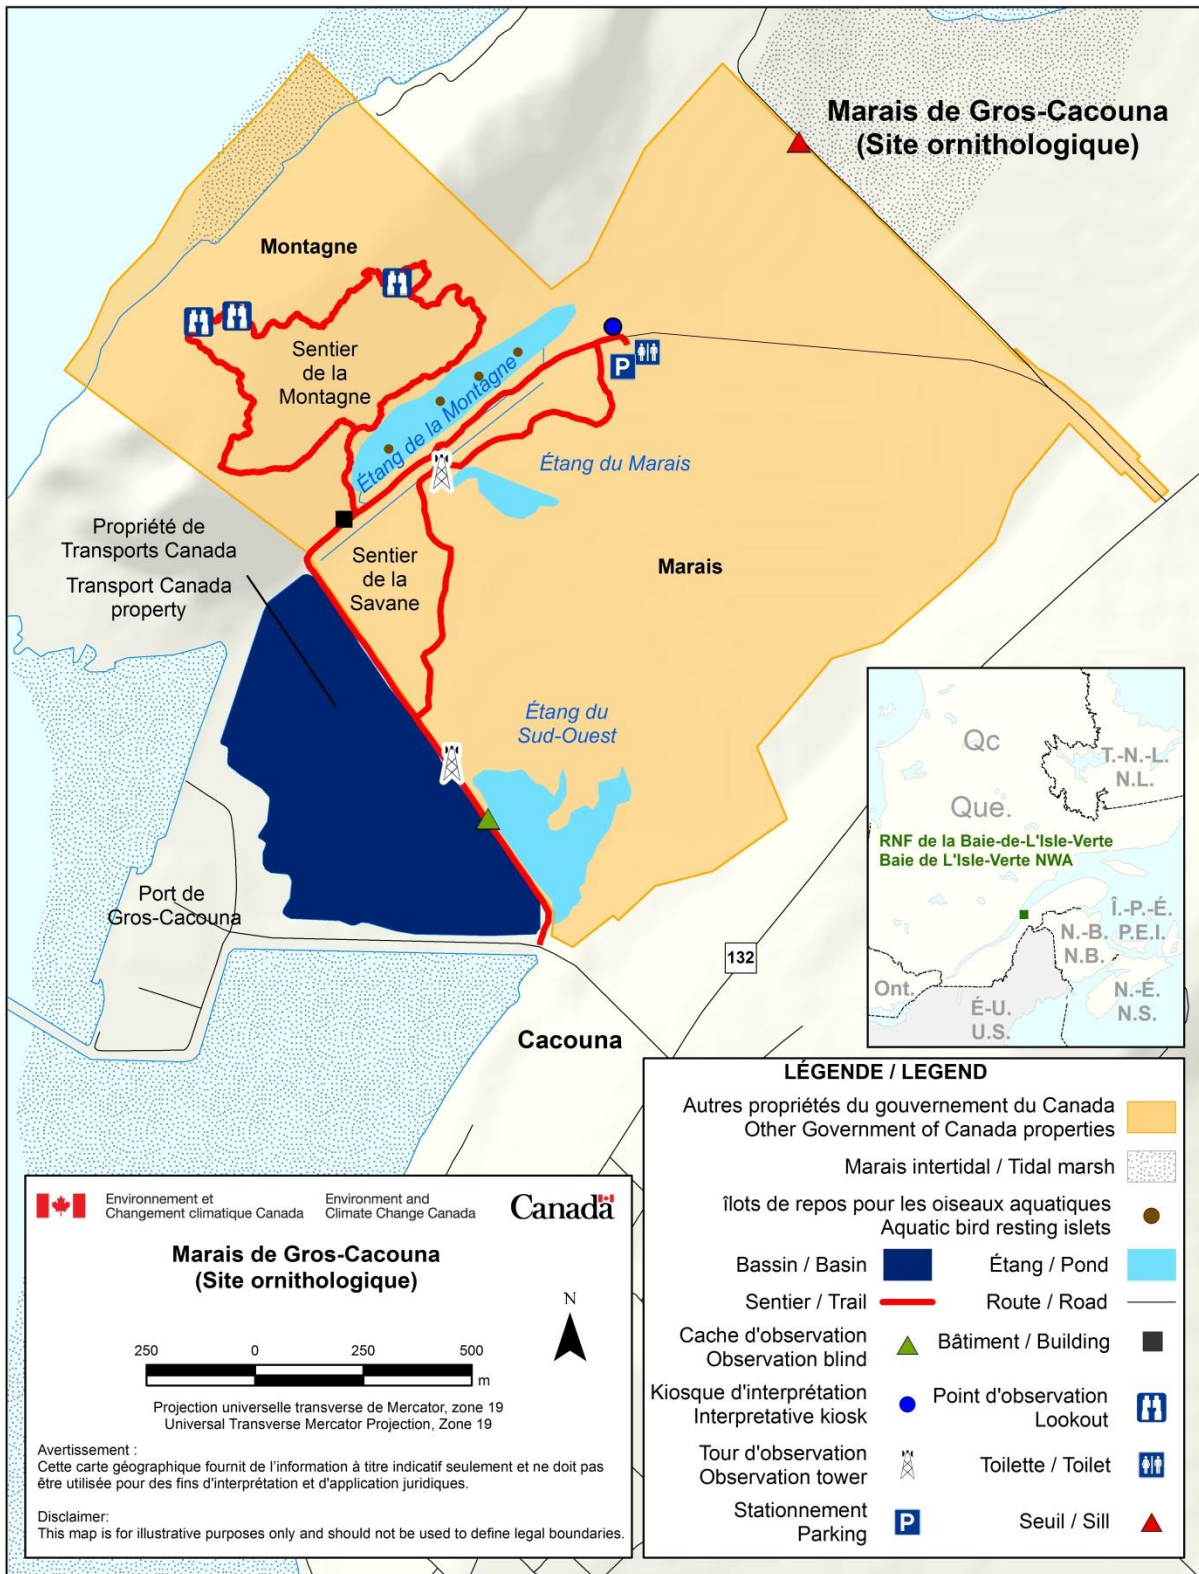 Marais de Gros-Cacouna
(Site ornithologique)
Montagne
Sentier
de la
Montagne
Étang de la Montagne
P
Étang du Marais
Propriété de
Transports Canada
Transport Canada
property
Sentier
de la
Savane
Marais
Étang du
Sud-Ouest
Port de
Gros-Cacouna
132
Cacouna
Qc
Que.
T.-N.-L.
N.L.
RNF de la Baie-de-L'Isle-Verte
Baie de L'Isle-Verte NWA
Î.-P.-É.
P.E.I.
N.-B.
N.B.
Ont.
N.-É.
N.S.
É.-U.
U.S.
LÉGENDE / LEGEND
Autres propriétés du gouvernement du Canada
Other Government of Canada properties
Marais intertidal / Tidal marsh
îlots de repos pour les oiseaux aquatiques
Aquatic bird resting islets
Bassin / Basin
Étang / Pond
Sentier / Trail
Route / Road
Cache d'observation
Observation blind
Bâtiment / Building
Kiosque d'interprétation
Interpretative kiosk
Point d'observation
Lookout
Tour d'observation
Observation tower
Toilette / Toilet
Stationnement
Parking
P
Seuil / Sill
Environnement et
Changement climatique Canada
Environment and
Climate Change Canada
Canada
Marais de Gros-Cacouna
(Site ornithologique)
N
250 0 250 500
m
Projection universelle transverse de Mercator, zone 19
Universal Transverse Mercator Projection, Zone 19
Avertissement :
Cette carte géographique fournit de l'information à titre indicatif seulement et ne doit pas
être utilisée pour des fins d'interprétation et d'application juridiques.
Disclaimer:
This map is for illustrative purposes only and should not be used to define legal boundaries.